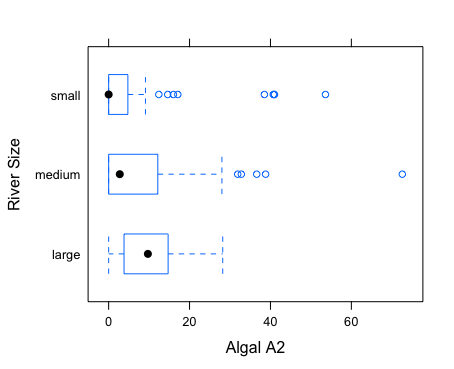 small
medium
large
River Size
0 20 40 60
Algal A2